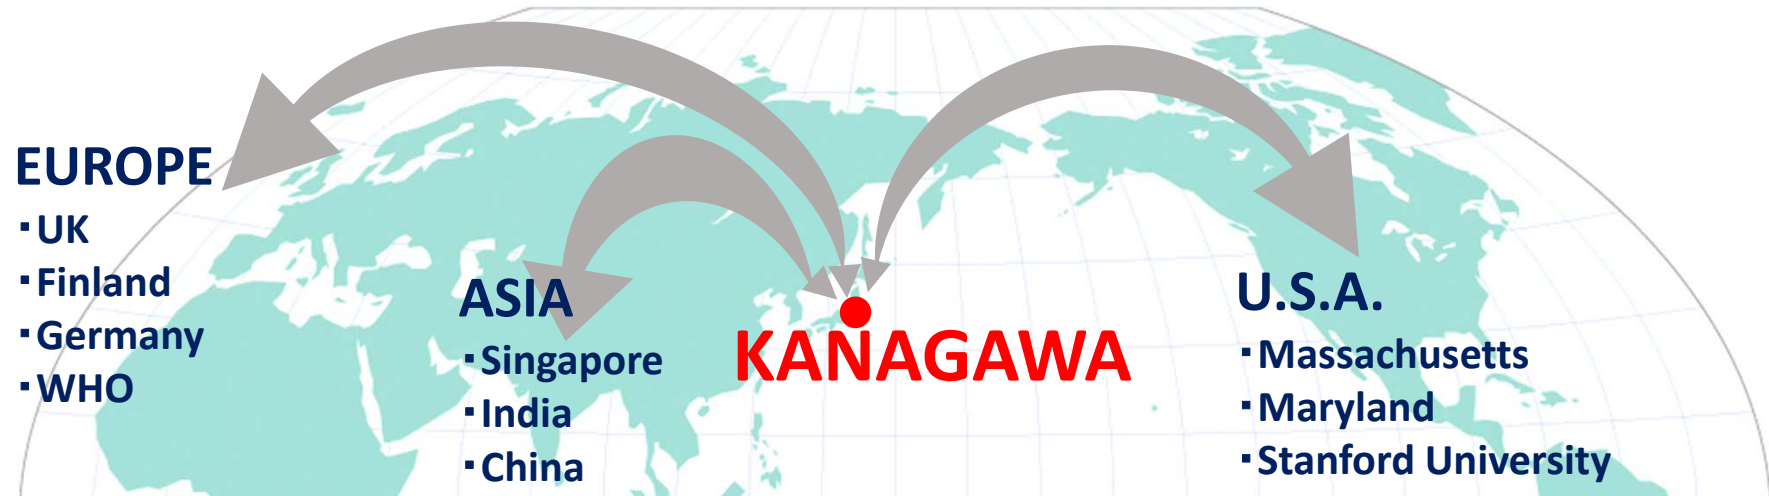 EUROPE
▪UK
▪Finland
▪Germany
▪WHO
ASIA
▪Singapore
▪India
▪China
KANAGAWA
U.S.A.
▪Massachusetts
▪Maryland
▪Stanford University